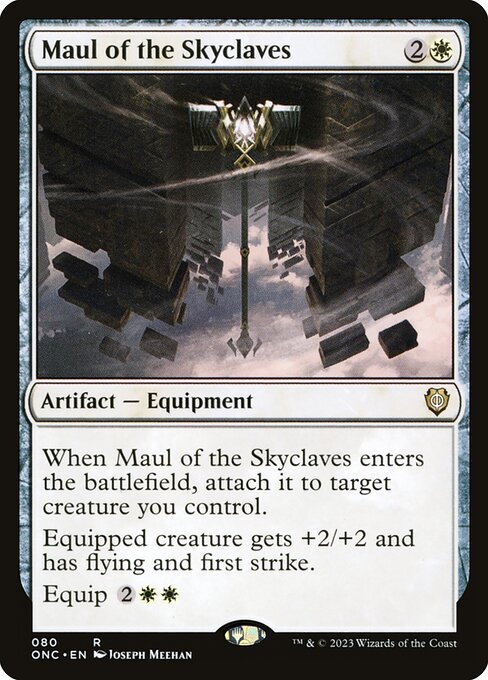 Maul of the Skyclaves 2
Artifact — Equipment
When Maul of the Skyclaves enters
the battlefield, attach it to target
creature you control.
Equipped creature gets +2/+2 and
has flying and first strike.
Equip 2
080 R
ONC • EN Joseph Meehan
™ & © 2023 Wizards of the Coast